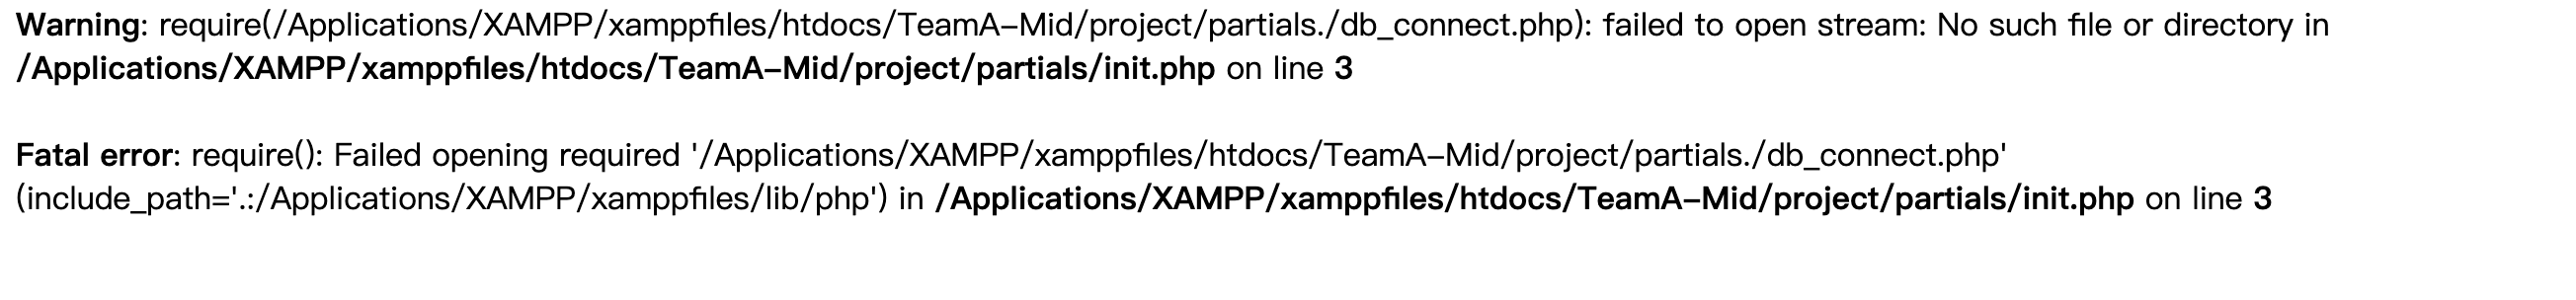 Warning: require(/Applications/XAMPP/xamppfiles/htdocs/TeamA-Mid/project/partials./db_connect.php): failed to open stream: No such file or directory in
/Applications/XAMPP/xamppfiles/htdocs/TeamA-Mid/project/partials/init.php on line 3
Fatal error: require(): Failed opening required '/Applications/XAMPP/xamppfiles/htdocs/TeamA-Mid/project/partials./db_connect.php'
(include_path='.:/Applications/XAMPP/xamppfiles/lib/php') in /Applications/XAMPP/xamppfiles/htdocs/TeamA-Mid/project/partials/init.php on line 3